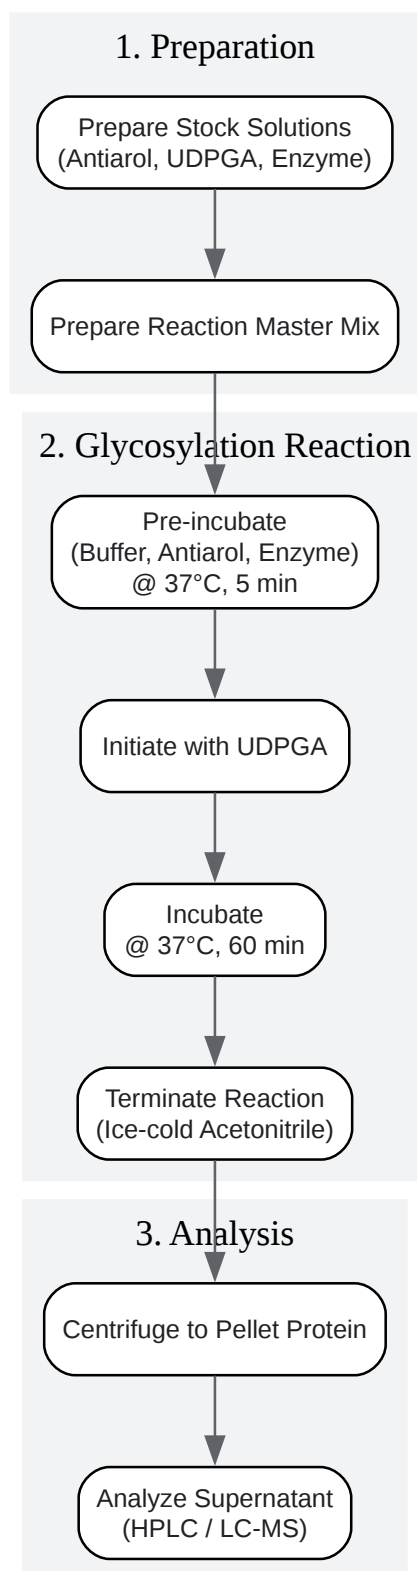 1. Preparation
Prepare Stock Solutions
(Antiarol, UDPGA, Enzyme)
Prepare Reaction Master Mix
2. Glycosylation Reaction
Pre-incubate
(Buffer, Antiarol, Enzyme)
@ 37°C, 5 min
Initiate with UDPGA
Incubate
@ 37°C, 60 min
Terminate Reaction
(Ice-cold Acetonitrile)
3. Analysis
Centrifuge to Pellet Protein
Analyze Supernatant
(HPLC / LC-MS)